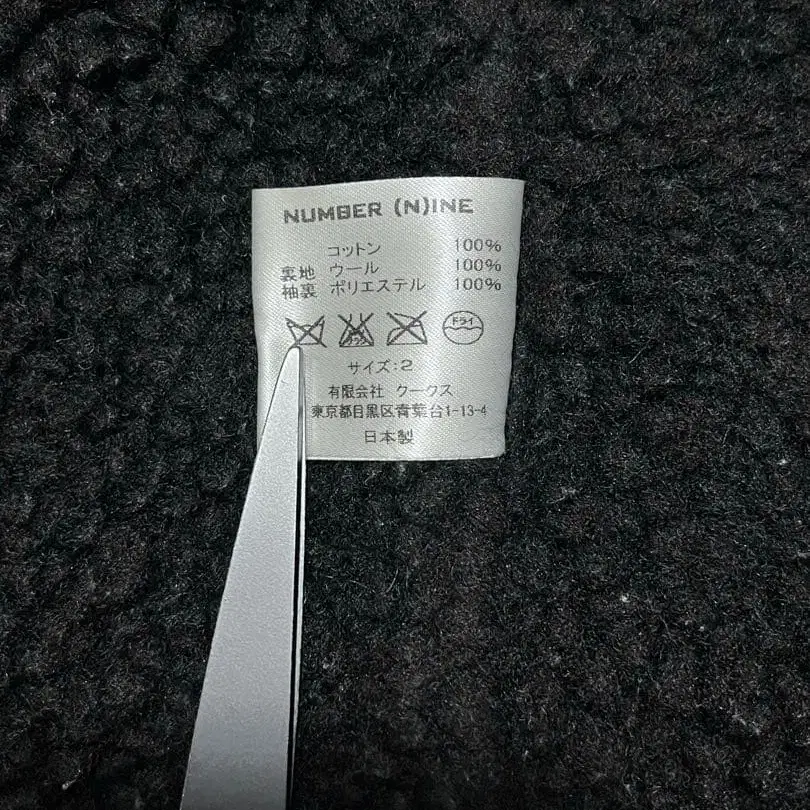 NUMBER (N)INE
コットン 100%
裏地 ウール 100%
袖裏 ポリエステル 100%
ドライ
サイズ:2
有限会社 クークス
東京都目黒区青葉台1-13-4
日本製